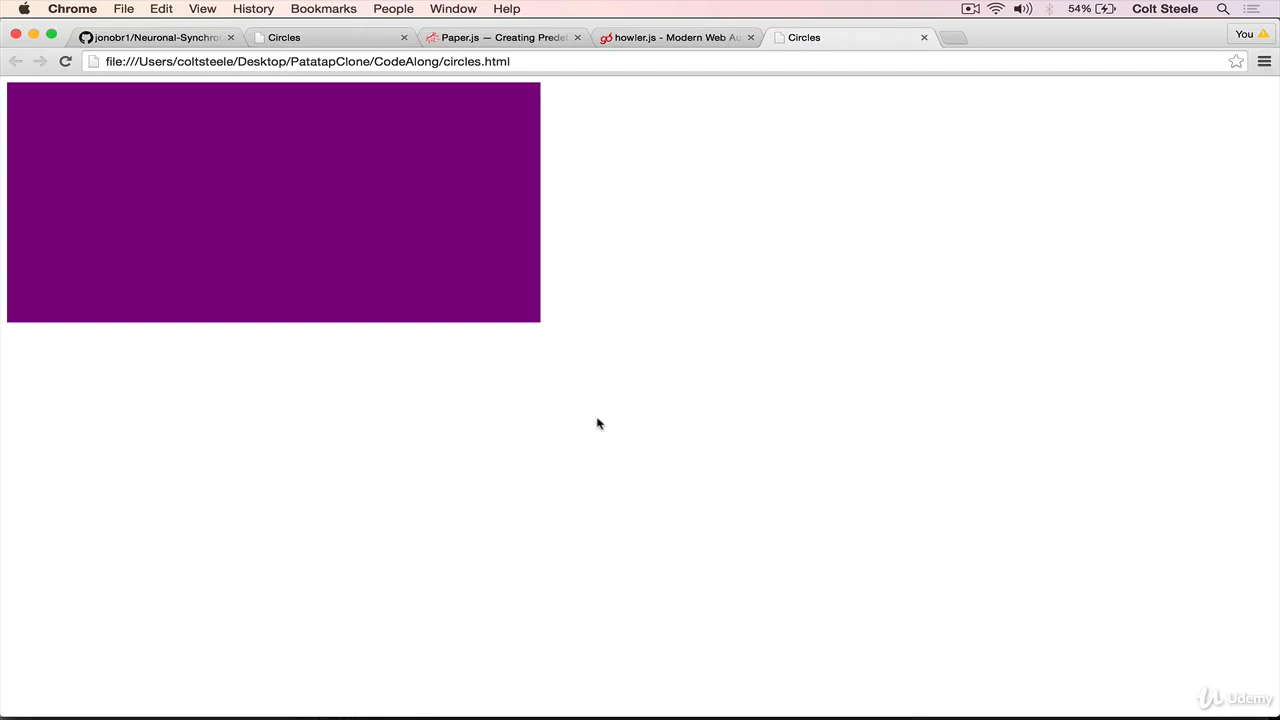 Chrome File Edit View History Bookmarks People Window Help 54% Colt Steele
jonobr1/Neuronal-Synchro Circles Paper.js — Creating Predef howler.js - Modern Web Au Circles You
file:///Users/coltsteele/Desktop/PatatapClone/CodeAlong/circles.html
Udemy